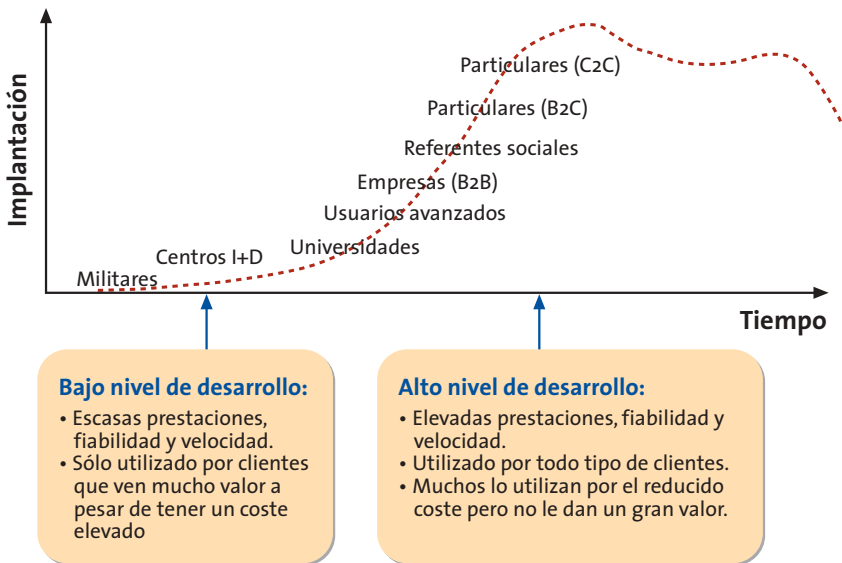 Implantación
Particulares (C2C)
Particulares (B2C)
Referentes sociales
Empresas (B2B)
Usuarios avanzados
Universidades
Centros I+D
Militares
Tiempo
Bajo nivel de desarrollo:
• Escasas prestaciones,
fiabilidad y velocidad.
• Sólo utilizado por clientes
que ven mucho valor a
pesar de tener un coste
elevado
Alto nivel de desarrollo:
• Elevadas prestaciones, fiabilidad y
velocidad.
• Utilizado por todo tipo de clientes.
• Muchos lo utilizan por el reducido
coste pero no le dan un gran valor.